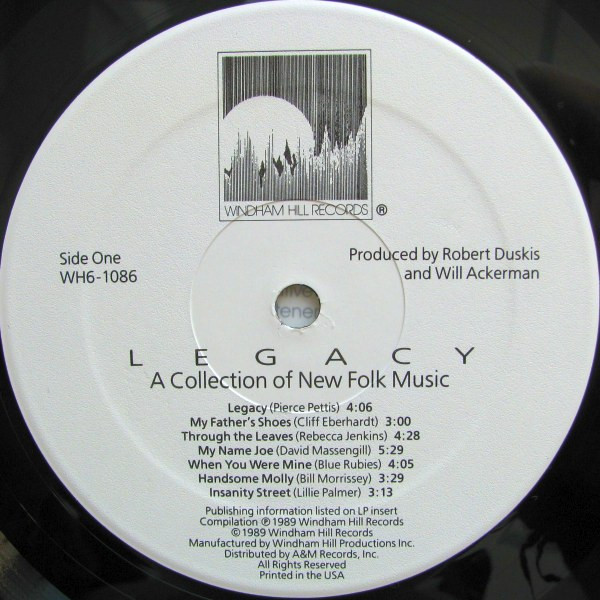 WINDHAM HILL RECORDS ®
Side One
WH6-1086
Produced by Robert Duskis
and Will Ackerman
LEGACY
A Collection of New Folk Music
Legacy (Pierce Pettis) 4:06
My Father's Shoes (Cliff Eberhardt) 3:00
Through the Leaves (Rebecca Jenkins) 4:28
My Name Joe (David Massengill) 5:29
When You Were Mine (Blue Rubies) 4:05
Handsome Molly (Bill Morrissey) 3:29
Insanity Street (Lillie Palmer) 3:13
Publishing information listed on LP insert
Compilation ℗ 1989 Windham Hill Records
© 1989 Windham Hill Records
Manufactured by Windham Hill Productions Inc.
Distributed by A&M Records, Inc.
All Rights Reserved
Printed in the USA